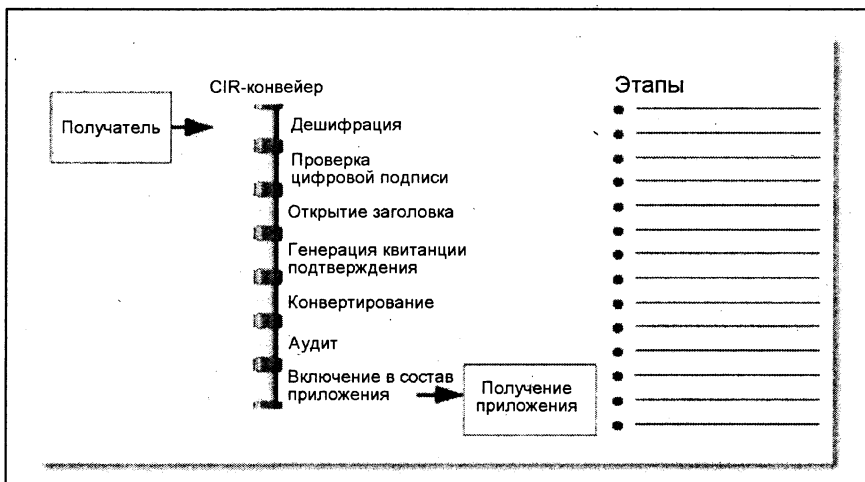 CIR-конвейер
Получатель
Дешифрация
Проверка
цифровой подписи
Открытие заголовка
Генерация квитанции
подтверждения
Конвертирование
Аудит
Включение в состав
приложения
Получение
приложения
Этапы